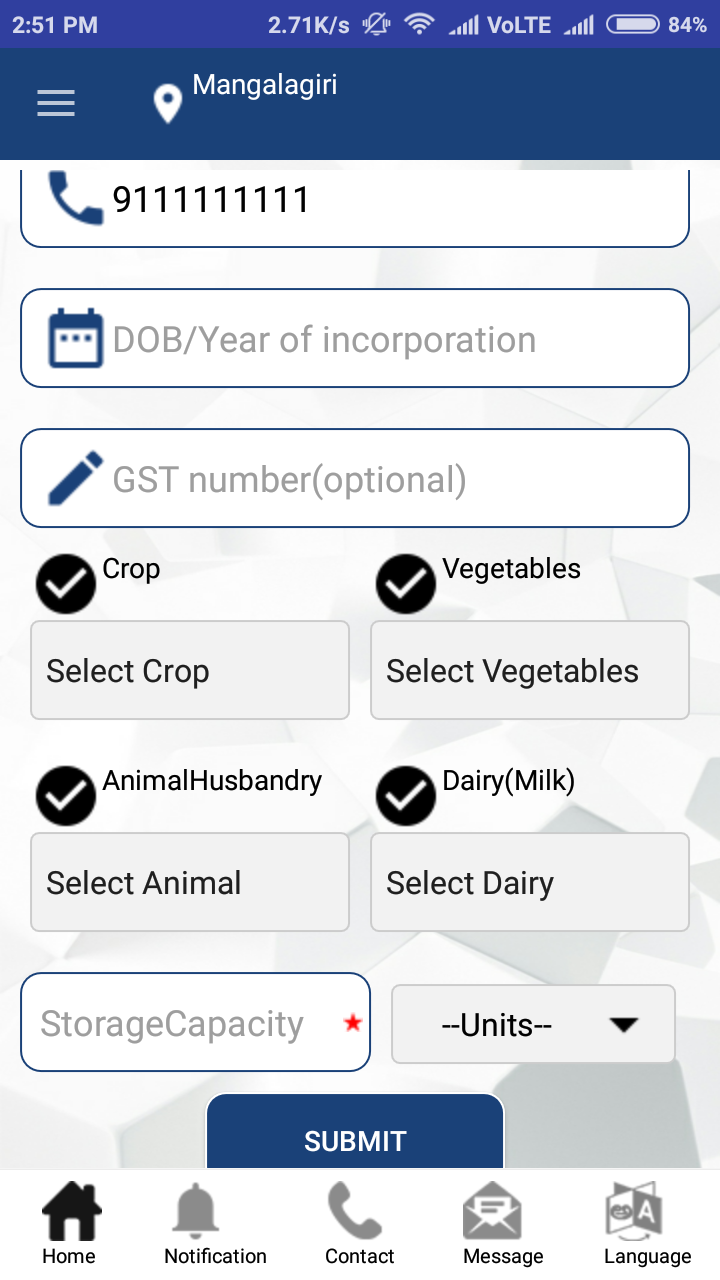 2:51 PM 2.71K/s VoLTE 84%
Mangalagiri
9111111111
DOB/Year of incorporation
GST number(optional)
Crop Vegetables
Select Crop Select Vegetables
AnimalHusbandry Dairy(Milk)
Select Animal Select Dairy
StorageCapacity --Units--
SUBMIT
A
Home Notification Contact Message Language